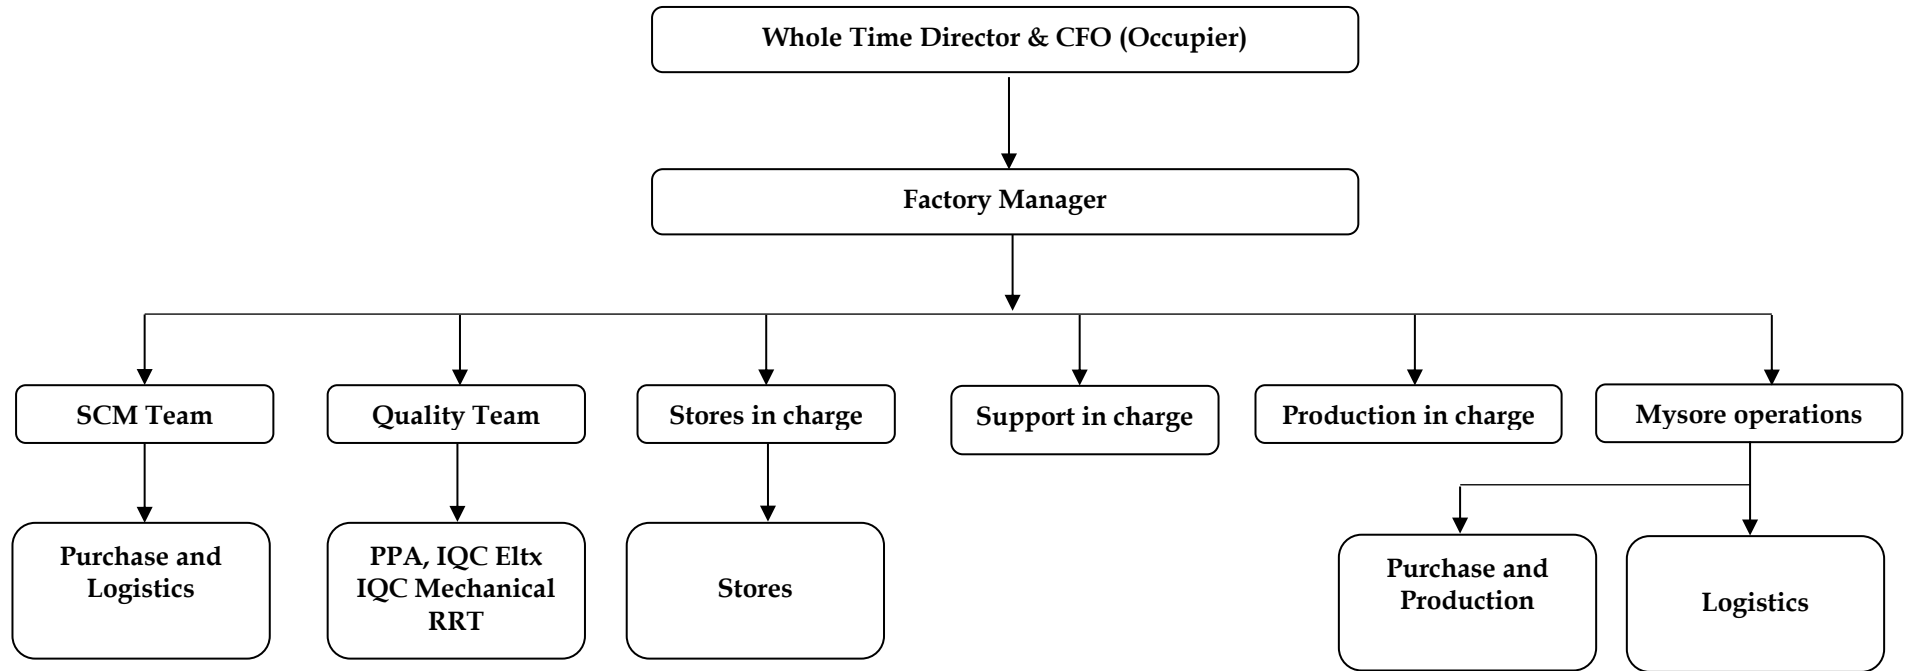 Whole Time Director & CFO (Occupier)
Factory Manager
SCM Team
Quality Team
Stores in charge
Support in charge
Production in charge
Mysore operations
Purchase and
Logistics
PPA, IQC Eltx
IQC Mechanical
RRT
Stores
Purchase and
Production
Logistics